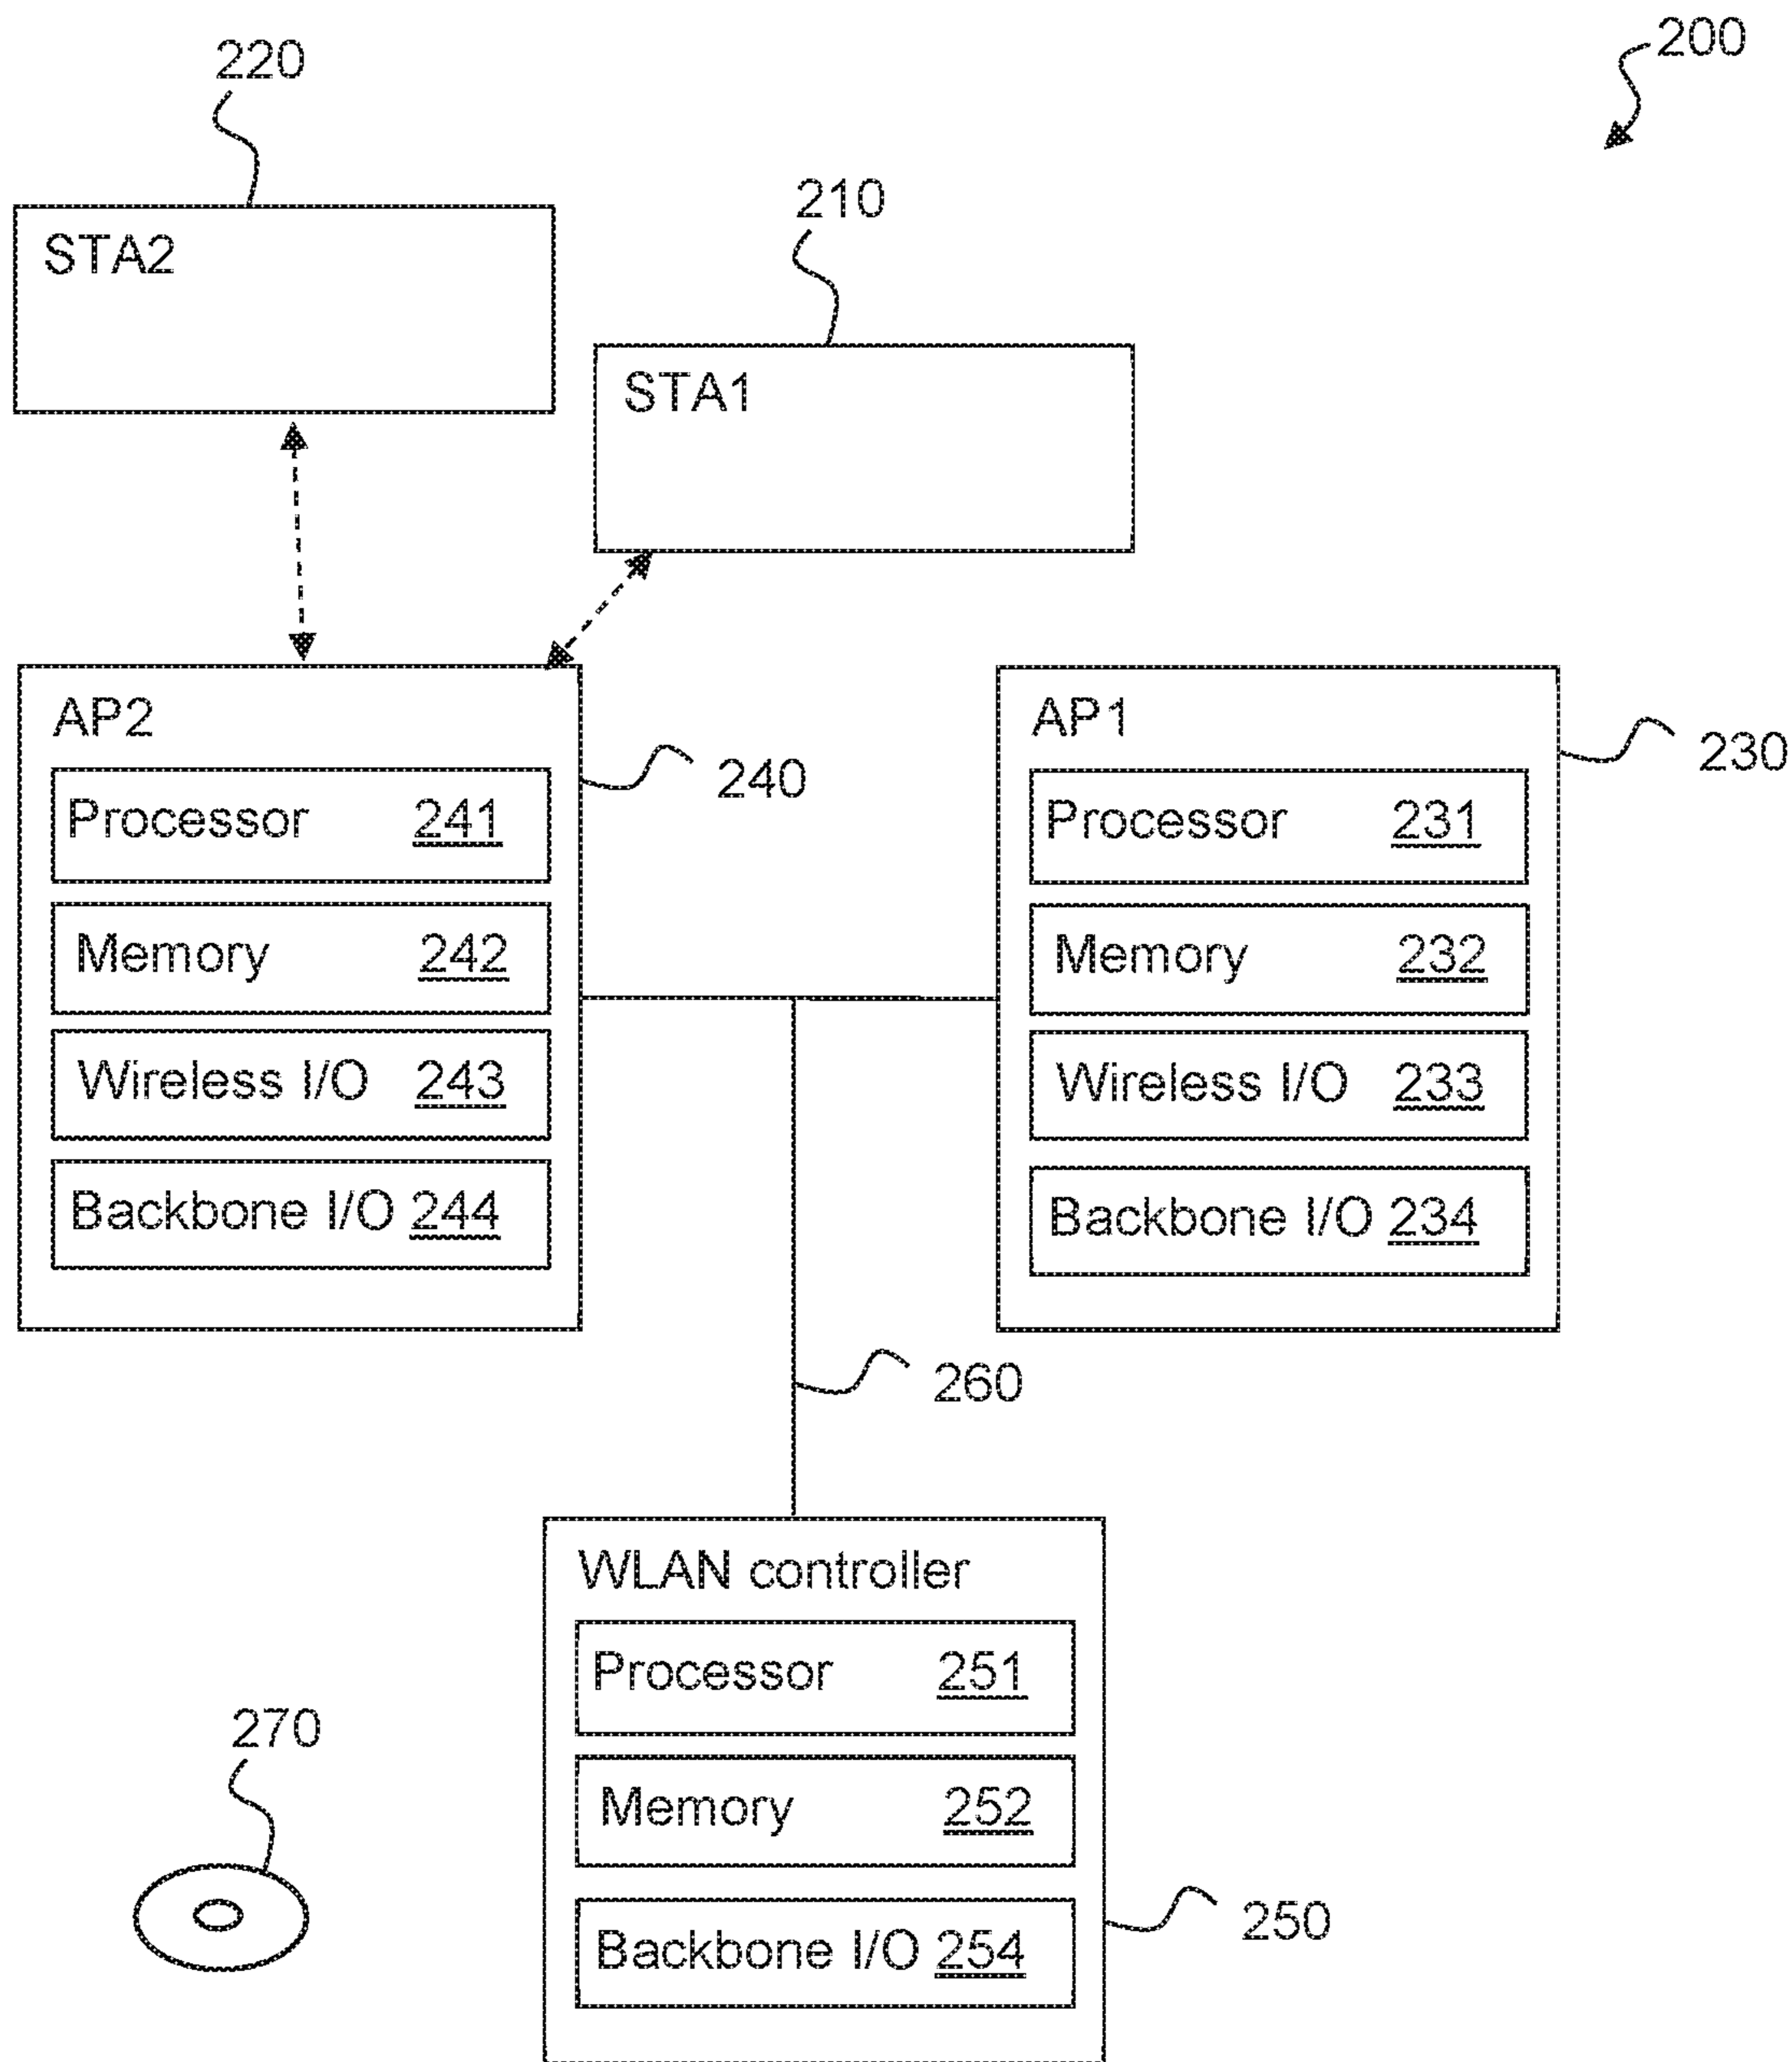 200
220
210
STA2
STA1
AP2
240
Processor 241
Memory 242
Wireless I/O 243
Backbone I/O 244
AP1
230
Processor 231
Memory 232
Wireless I/O 233
Backbone I/O 234
260
WLAN controller
Processor 251
Memory 252
Backbone I/O 254
250
270